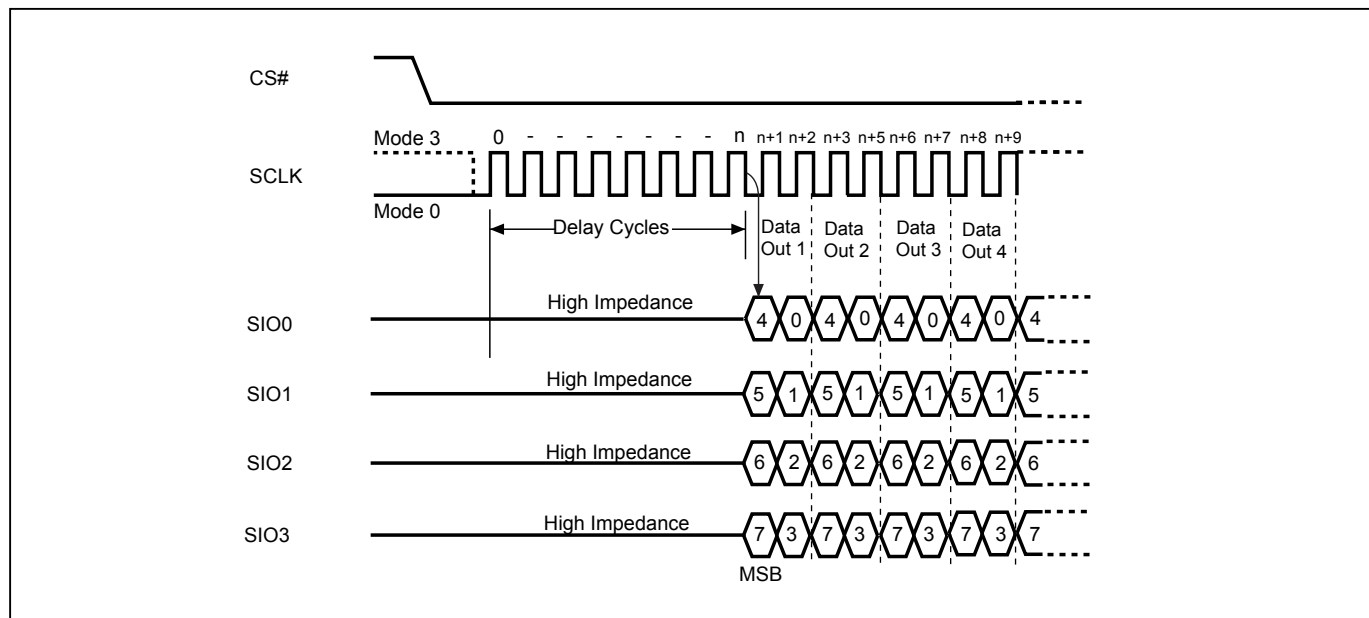 CS#
Mode 3
0 - - - - - - n n+1 n+2 n+3 n+5 n+6 n+7 n+8 n+9
SCLK
Mode 0
Delay Cycles
Data Out 1
Data Out 2
Data Out 3
Data Out 4
High Impedance
SIO0
4 0 4 0 4 0 4 0 4
High Impedance
SIO1
5 1 5 1 5 1 5 1 5
High Impedance
SIO2
6 2 6 2 6 2 6 2 6
High Impedance
SIO3
7 3 7 3 7 3 7 3 7
MSB